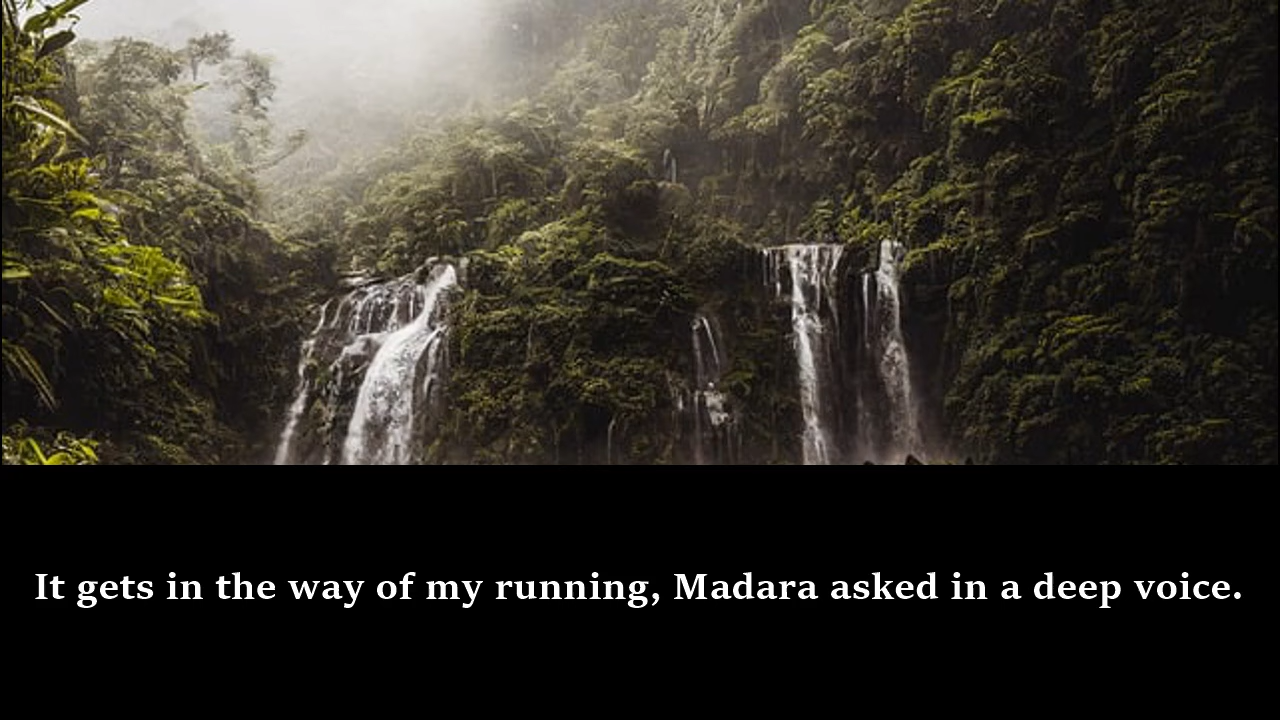 It gets in the way of my running, Madara asked in a deep voice.